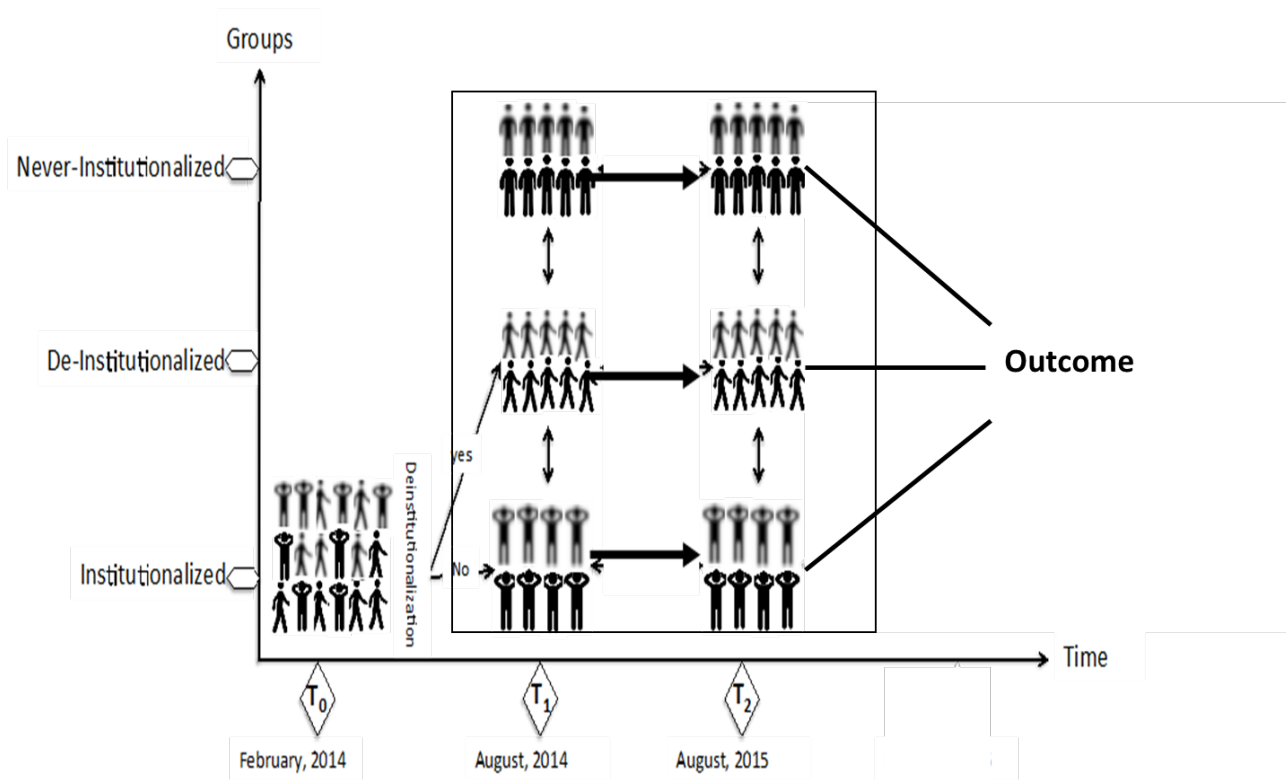 Groups
Never-Institutionalized
De-Institutionalized
Outcome
yes
Deinstitutionalization
No
Institutionalized
Time
T0
T1
T2
February, 2014
August, 2014
August, 2015